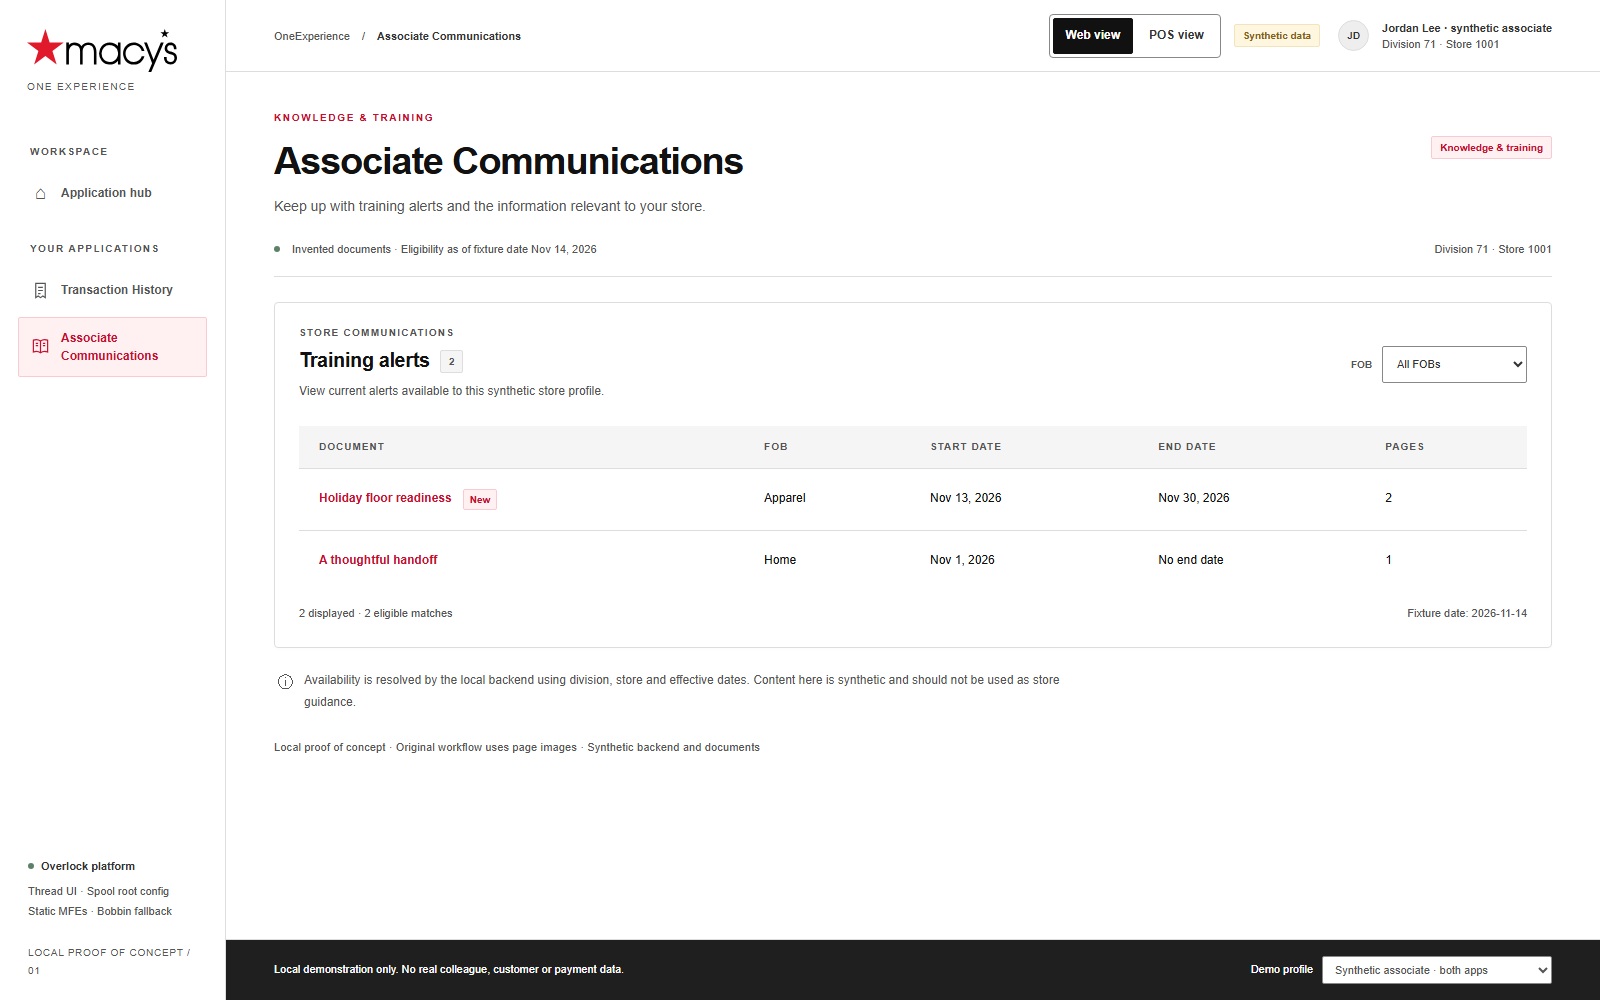 macys
ONE EXPERIENCE
WORKSPACE
Application hub
YOUR APPLICATIONS
Transaction History
Associate
Communications
Overlock platform
Thread UI · Spool root config
Static MFEs · Bobbin fallback
LOCAL PROOF OF CONCEPT /
01
OneExperience / Associate Communications
Web view POS view
Synthetic data
JD
Jordan Lee · synthetic associate
Division 71 · Store 1001
KNOWLEDGE & TRAINING
Associate Communications
Knowledge & training
Keep up with training alerts and the information relevant to your store.
Invented documents · Eligibility as of fixture date Nov 14, 2026
Division 71 · Store 1001
STORE COMMUNICATIONS
Training alerts 2
FOB All FOBs
View current alerts available to this synthetic store profile.
DOCUMENT FOB START DATE END DATE PAGES
Holiday floor readiness New Apparel Nov 13, 2026 Nov 30, 2026 2
A thoughtful handoff Home Nov 1, 2026 No end date 1
2 displayed · 2 eligible matches
Fixture date: 2026-11-14
Availability is resolved by the local backend using division, store and effective dates. Content here is synthetic and should not be used as store
guidance.
Local proof of concept · Original workflow uses page images · Synthetic backend and documents
Local demonstration only. No real colleague, customer or payment data.
Demo profile Synthetic associate · both apps